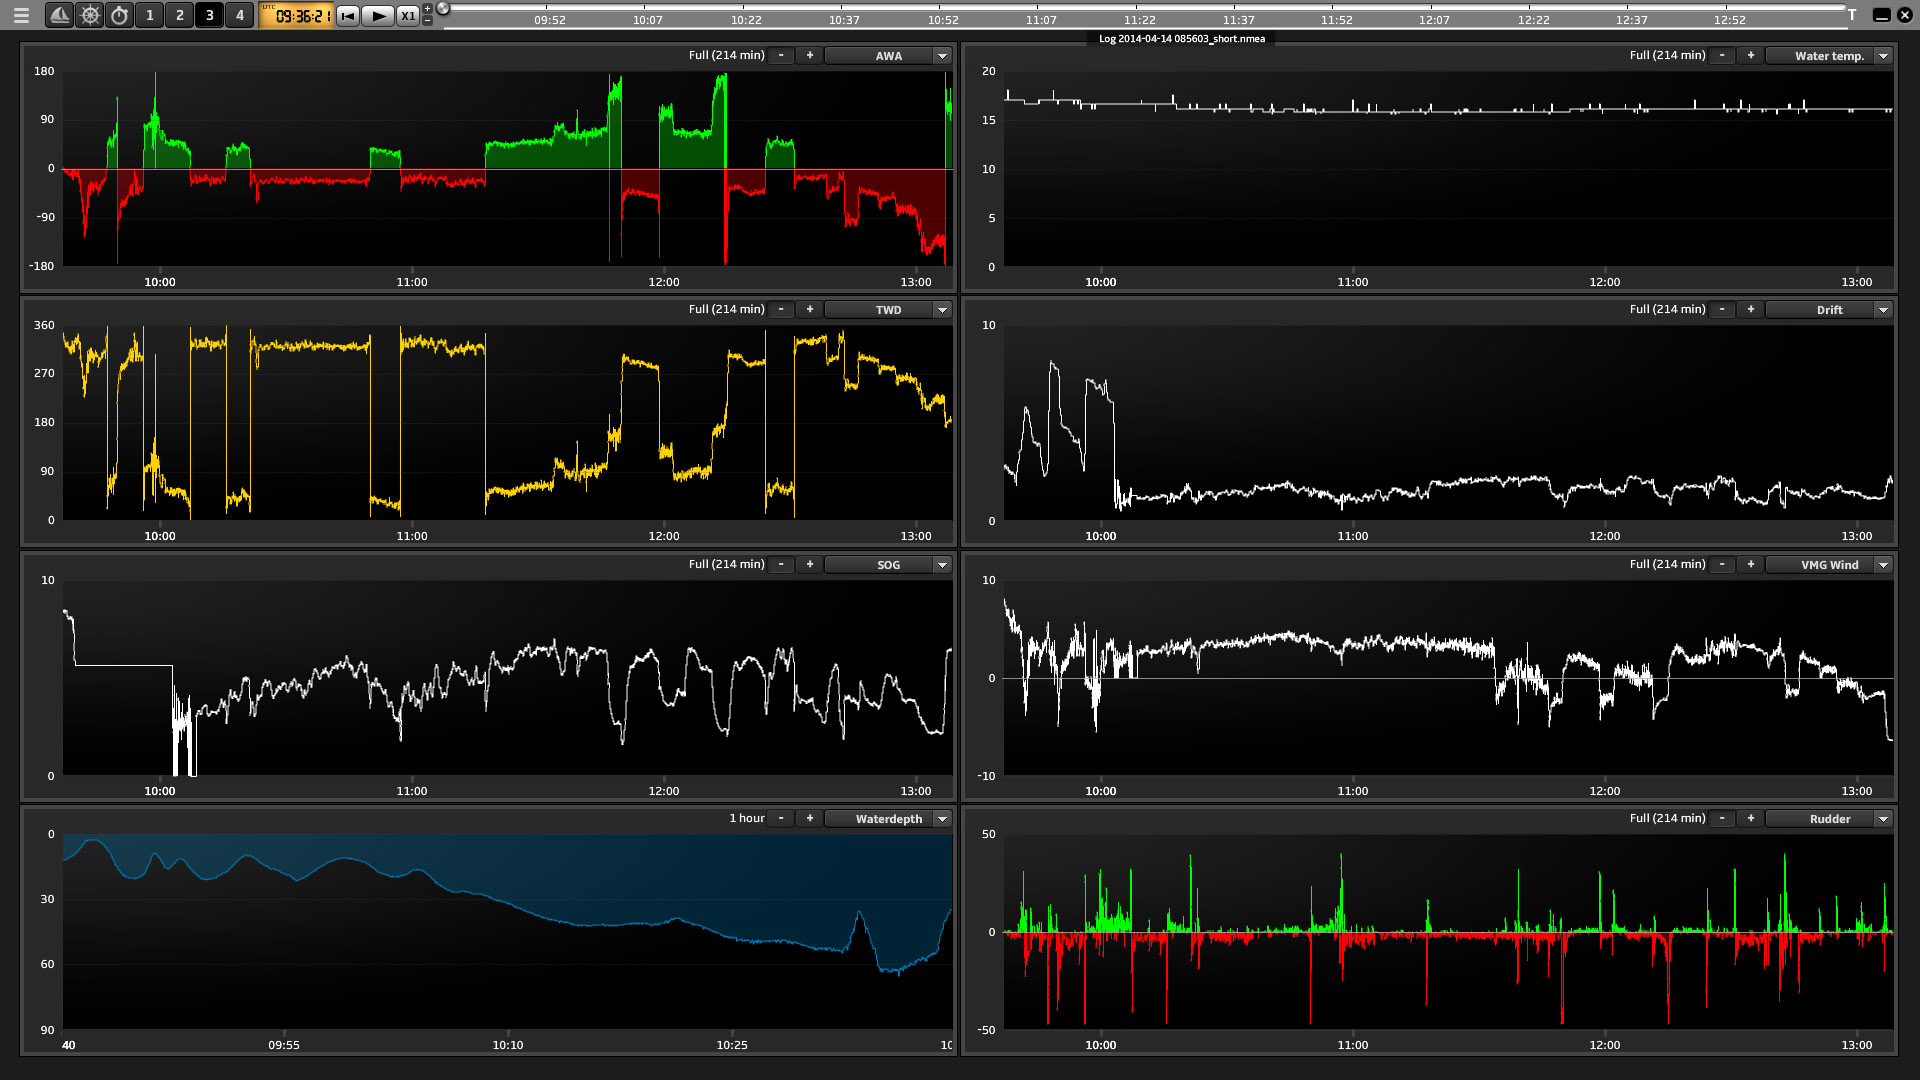 1 2 3 4 UTC 09:36:21 X1 + - 09:52 10:07 10:22 10:37 10:52 11:07 11:22 11:37 11:52 12:07 12:22 12:37 12:52 T
Log 2014-04-14 085603_short.nmea
Full (214 min) - + AWA
180
90
0
-90
-180
10:00 11:00 12:00 13:00
Full (214 min) - + Water temp.
20
15
10
5
0
10:00 11:00 12:00 13:00
Full (214 min) - + TWD
360
270
180
90
0
10:00 11:00 12:00 13:00
Full (214 min) - + Drift
10
0
10:00 11:00 12:00 13:00
Full (214 min) - + SOG
10
0
10:00 11:00 12:00 13:00
Full (214 min) - + VMG Wind
10
0
-10
10:00 11:00 12:00 13:00
1 hour - + Waterdepth
0
30
60
90
40 09:55 10:10 10:25 10
Full (214 min) - + Rudder
50
0
-50
10:00 11:00 12:00 13:00